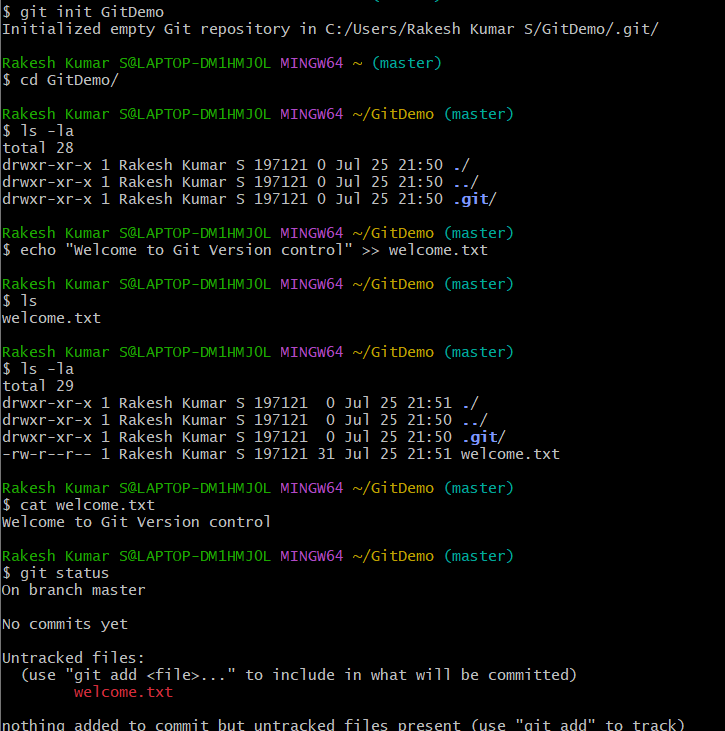 $ git init GitDemo
Initialized empty Git repository in C:/Users/Rakesh Kumar S/GitDemo/.git/
Rakesh Kumar S@LAPTOP-DM1HMJ0L MINGW64 ~ (master)
$ cd GitDemo/
Rakesh Kumar S@LAPTOP-DM1HMJ0L MINGW64 ~/GitDemo (master)
$ ls -la
total 28
drwxr-xr-x 1 Rakesh Kumar S 197121 0 Jul 25 21:50 ./
drwxr-xr-x 1 Rakesh Kumar S 197121 0 Jul 25 21:50 ../
drwxr-xr-x 1 Rakesh Kumar S 197121 0 Jul 25 21:50 .git/
Rakesh Kumar S@LAPTOP-DM1HMJ0L MINGW64 ~/GitDemo (master)
$ echo "Welcome to Git Version control" >> welcome.txt
Rakesh Kumar S@LAPTOP-DM1HMJ0L MINGW64 ~/GitDemo (master)
$ ls
welcome.txt
Rakesh Kumar S@LAPTOP-DM1HMJ0L MINGW64 ~/GitDemo (master)
$ ls -la
total 29
drwxr-xr-x 1 Rakesh Kumar S 197121  0 Jul 25 21:51 ./
drwxr-xr-x 1 Rakesh Kumar S 197121  0 Jul 25 21:50 ../
drwxr-xr-x 1 Rakesh Kumar S 197121  0 Jul 25 21:50 .git/
-rw-r--r-- 1 Rakesh Kumar S 197121 31 Jul 25 21:51 welcome.txt
Rakesh Kumar S@LAPTOP-DM1HMJ0L MINGW64 ~/GitDemo (master)
$ cat welcome.txt
Welcome to Git Version control
Rakesh Kumar S@LAPTOP-DM1HMJ0L MINGW64 ~/GitDemo (master)
$ git status
On branch master
No commits yet
Untracked files:
  (use "git add <file>..." to include in what will be committed)
        welcome.txt
nothing added to commit but untracked files present (use "git add" to track)